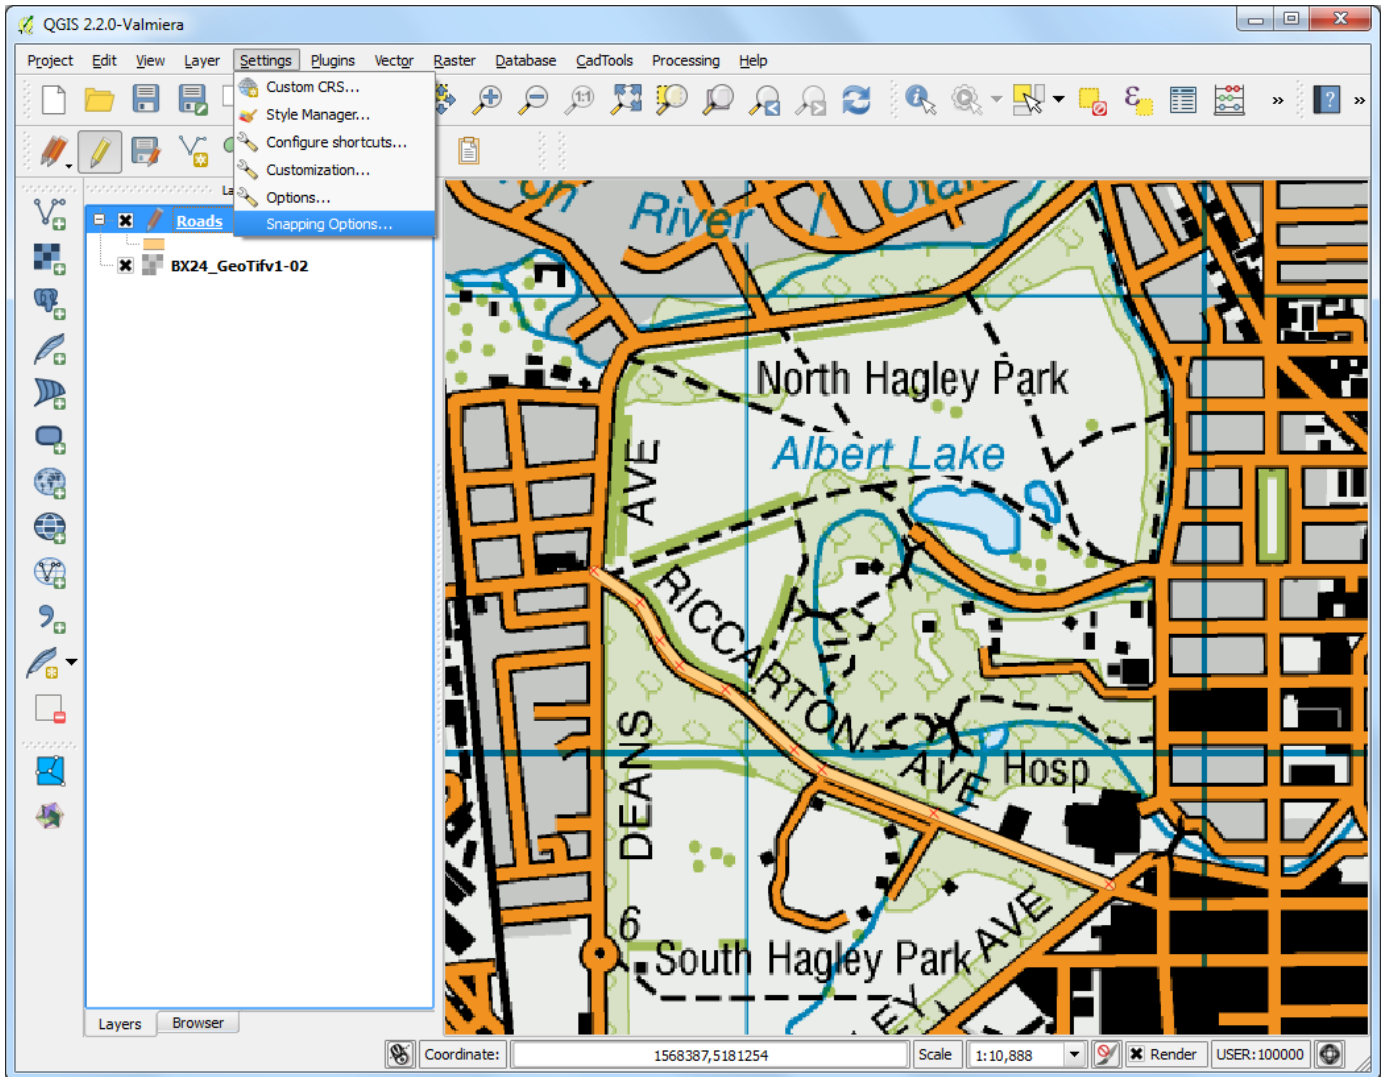 QGIS 2.2.0-Valmiera
Project Edit View Layer Settings Plugins Vector Raster Database CadTools Processing Help
Custom CRS...
Style Manager...
Configure shortcuts...
Customization...
Options...
Snapping Options...
1:1
?
»
»
Roads
BX24_GeoTifv1-02
River
North Hagley Park
Albert Lake
AVE
RICCARTON
AVE
Hosp
DEANS
6
South Hagley Park
AVE
Layers Browser
Coordinate: 1568387,5181254 Scale 1:10,888 Render USER:100000